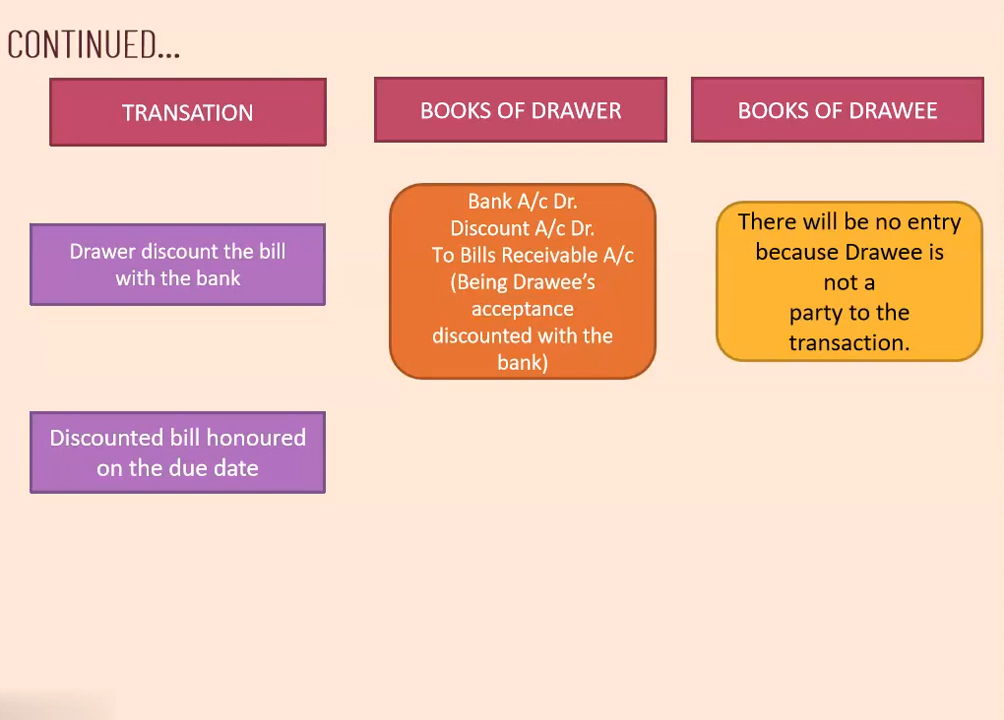 CONTINUED...
TRANSATION
BOOKS OF DRAWER
BOOKS OF DRAWEE
Drawer discount the bill
with the bank
Bank A/c Dr.
Discount A/c Dr.
To Bills Receivable A/c
(Being Drawee's
acceptance
discounted with the
bank)
There will be no entry
because Drawee is
not a
party to the
transaction.
Discounted bill honoured
on the due date